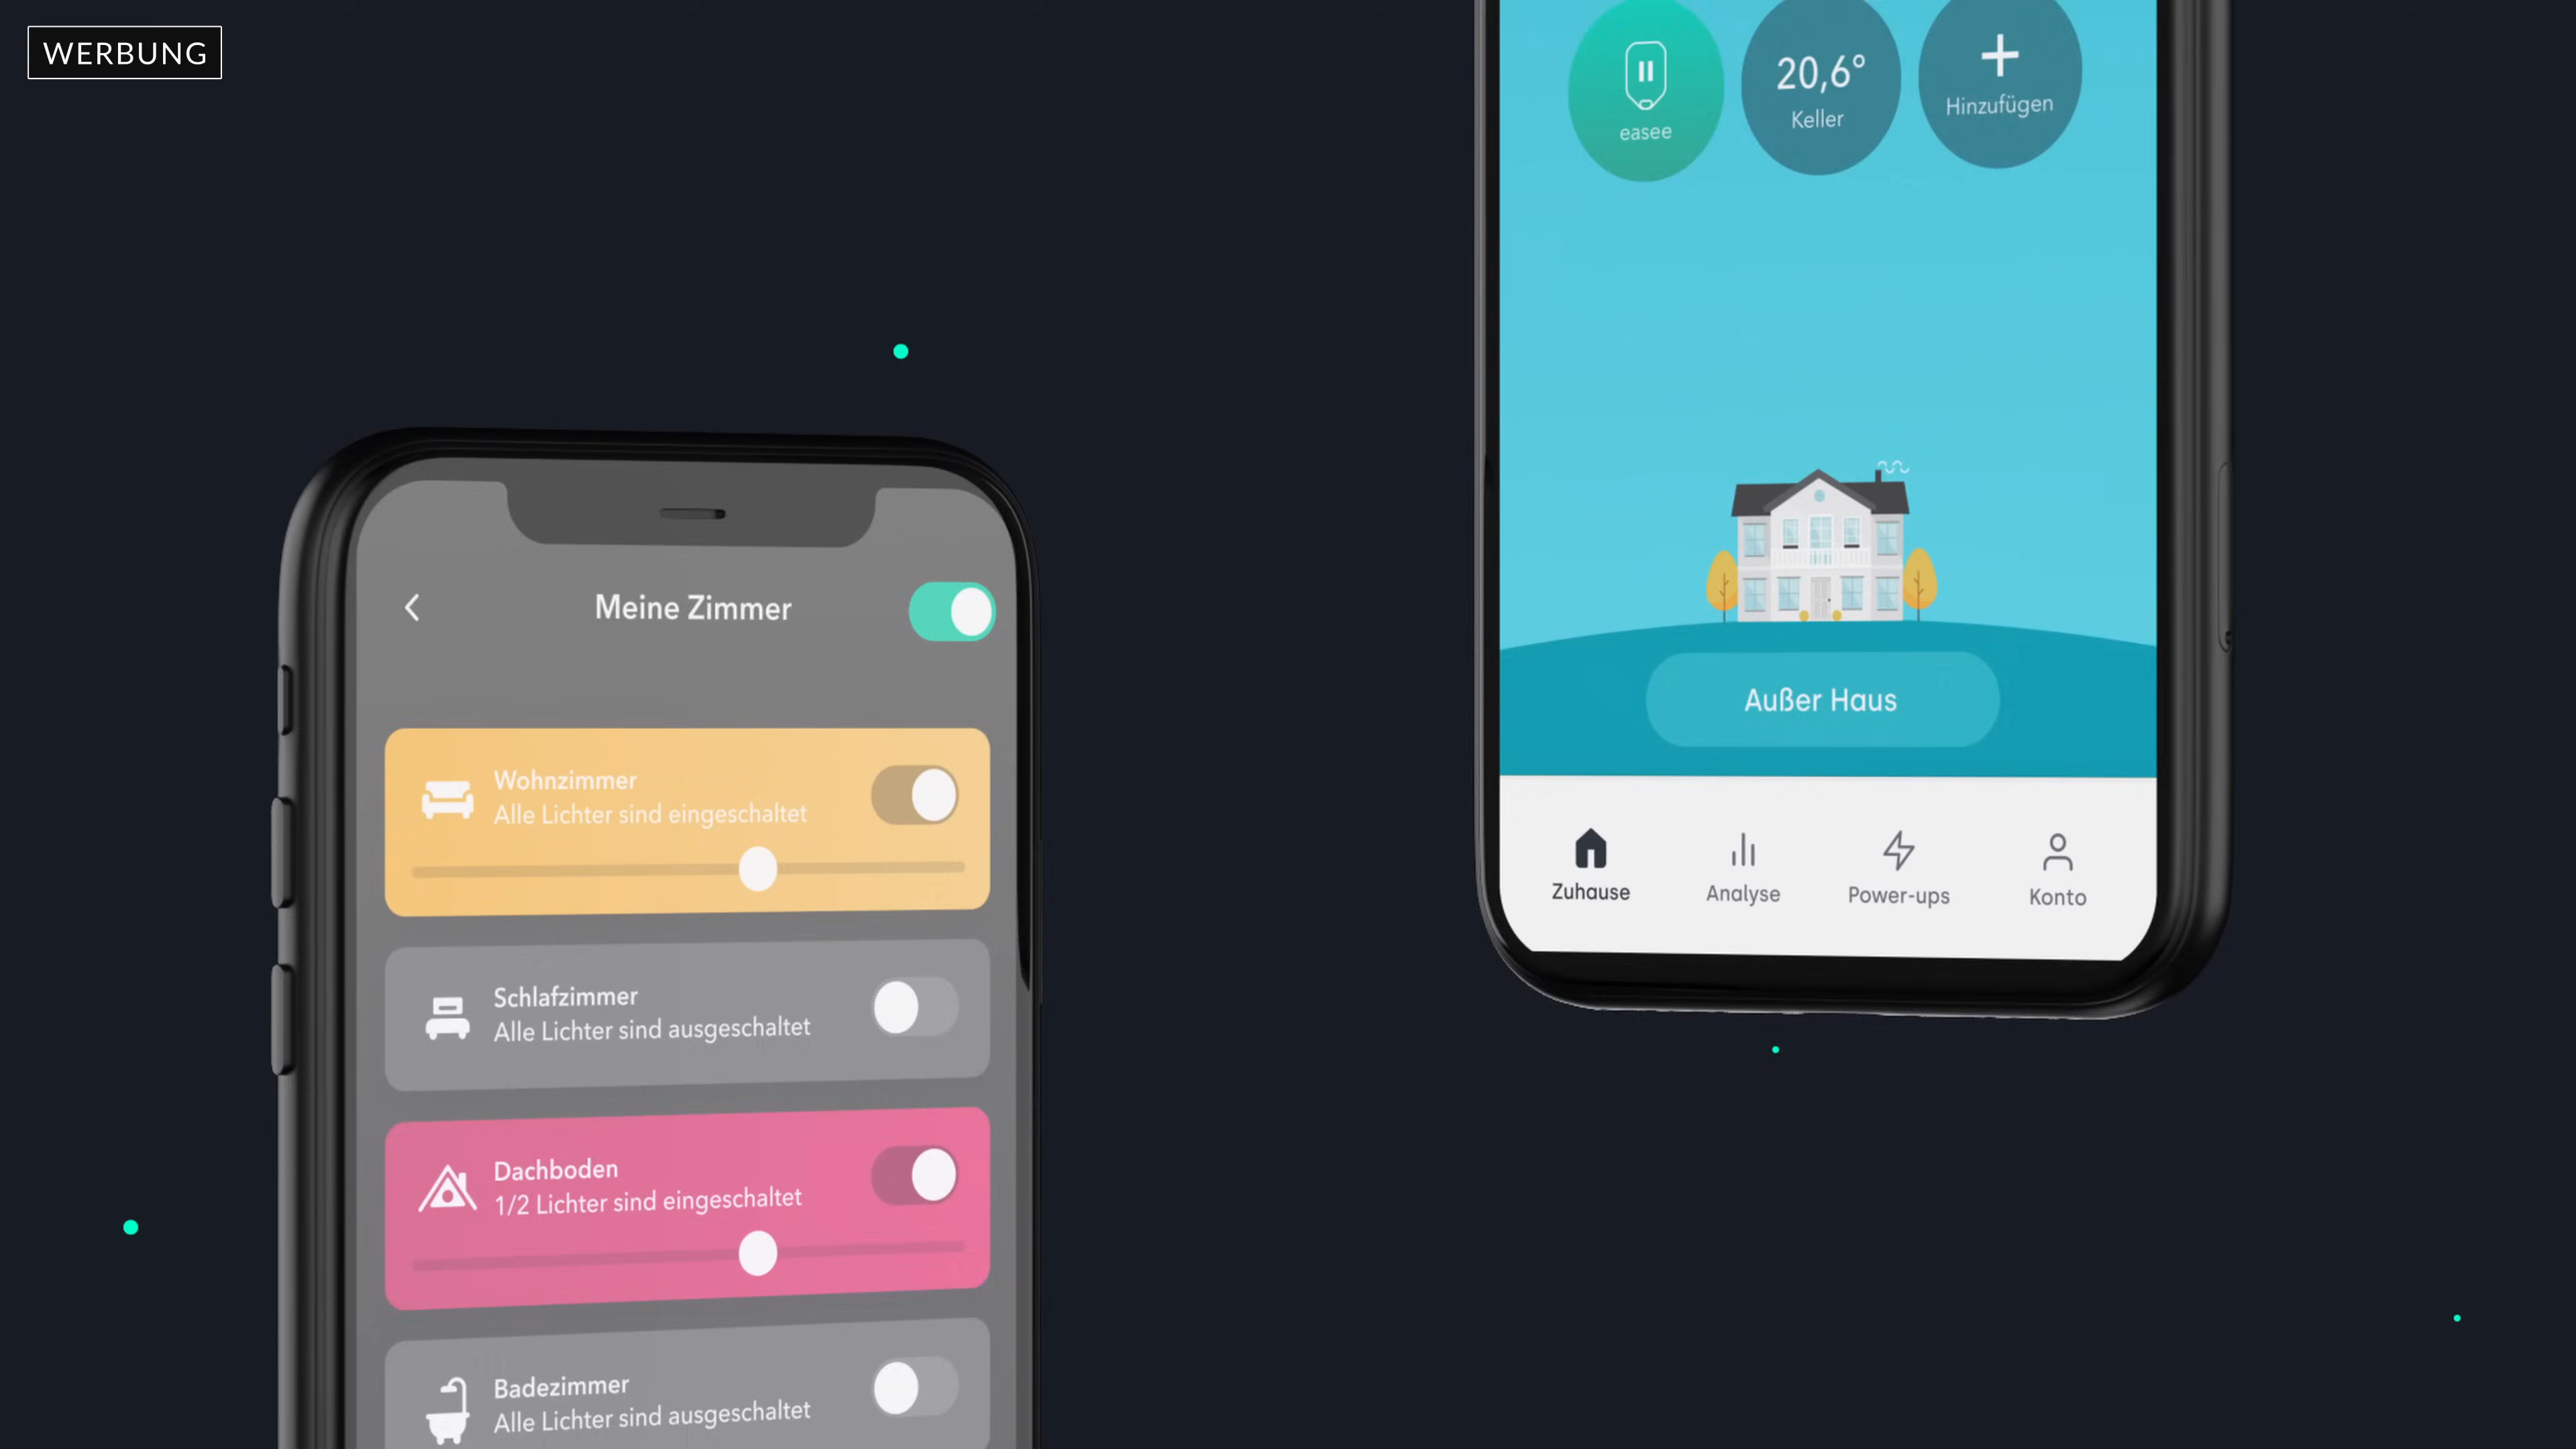 WERBUNG
Meine Zimmer
Wohnzimmer
Alle Lichter sind eingeschaltet
Schlafzimmer
Alle Lichter sind ausgeschaltet
Dachboden
1/2 Lichter sind eingeschaltet
Badezimmer
Alle Lichter sind ausgeschaltet
easee
20,6°
Keller
Hinzufügen
Außer Haus
Zuhause
Analyse
Power-ups
Konto